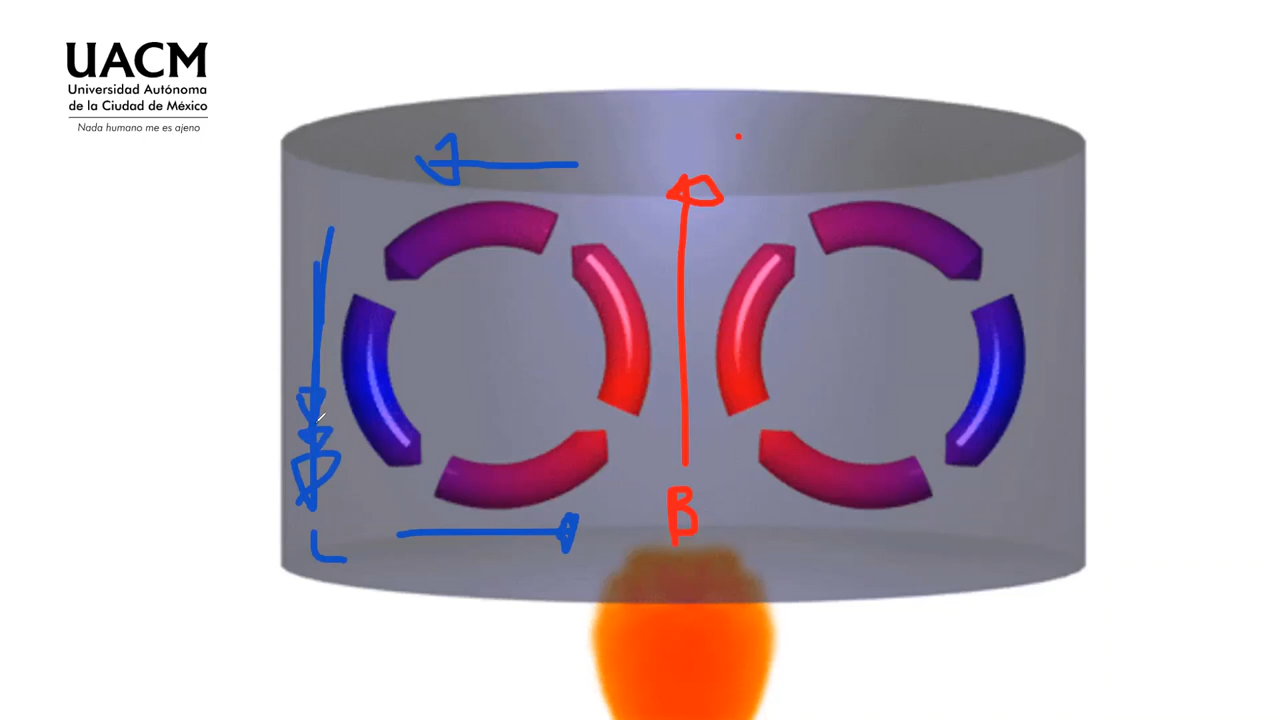 UACM
Universidad Autónoma
de la Ciudad de México
Nada humano me es ajeno
B
L